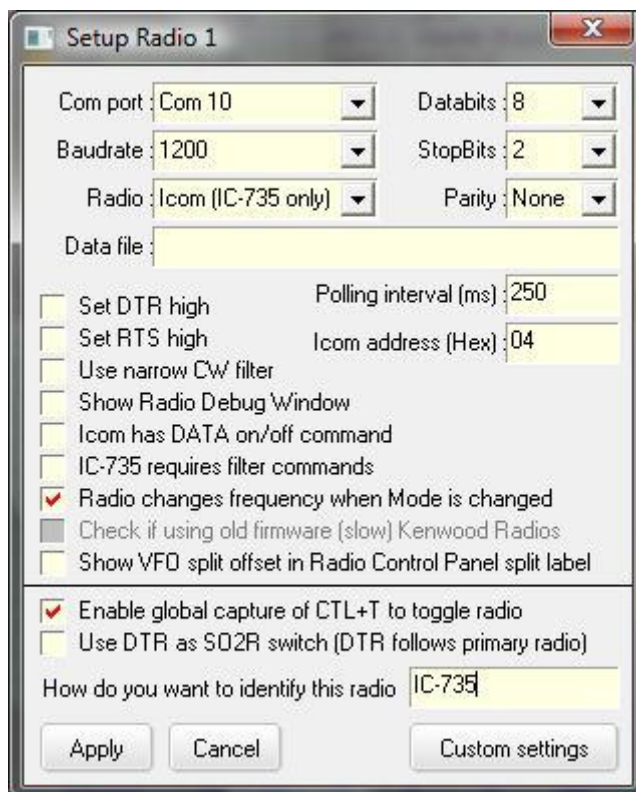 Setup Radio 1
Com port : Com 10 Databits : 8
Baudrate : 1200 StopBits : 2
Radio : Icom (IC-735 only) Parity : None
Data file :
Set DTR high Polling interval (ms) : 250
Set RTS high Icom address (Hex) : 04
Use narrow CW filter
Show Radio Debug Window
Icom has DATA on/off command
IC-735 requires filter commands
Radio changes frequency when Mode is changed
Check if using old firmware (slow) Kenwood Radios
Show VFO split offset in Radio Control Panel split label
Enable global capture of CTL+T to toggle radio
Use DTR as SO2R switch (DTR follows primary radio)
How do you want to identify this radio IC-735
Apply Cancel Custom settings